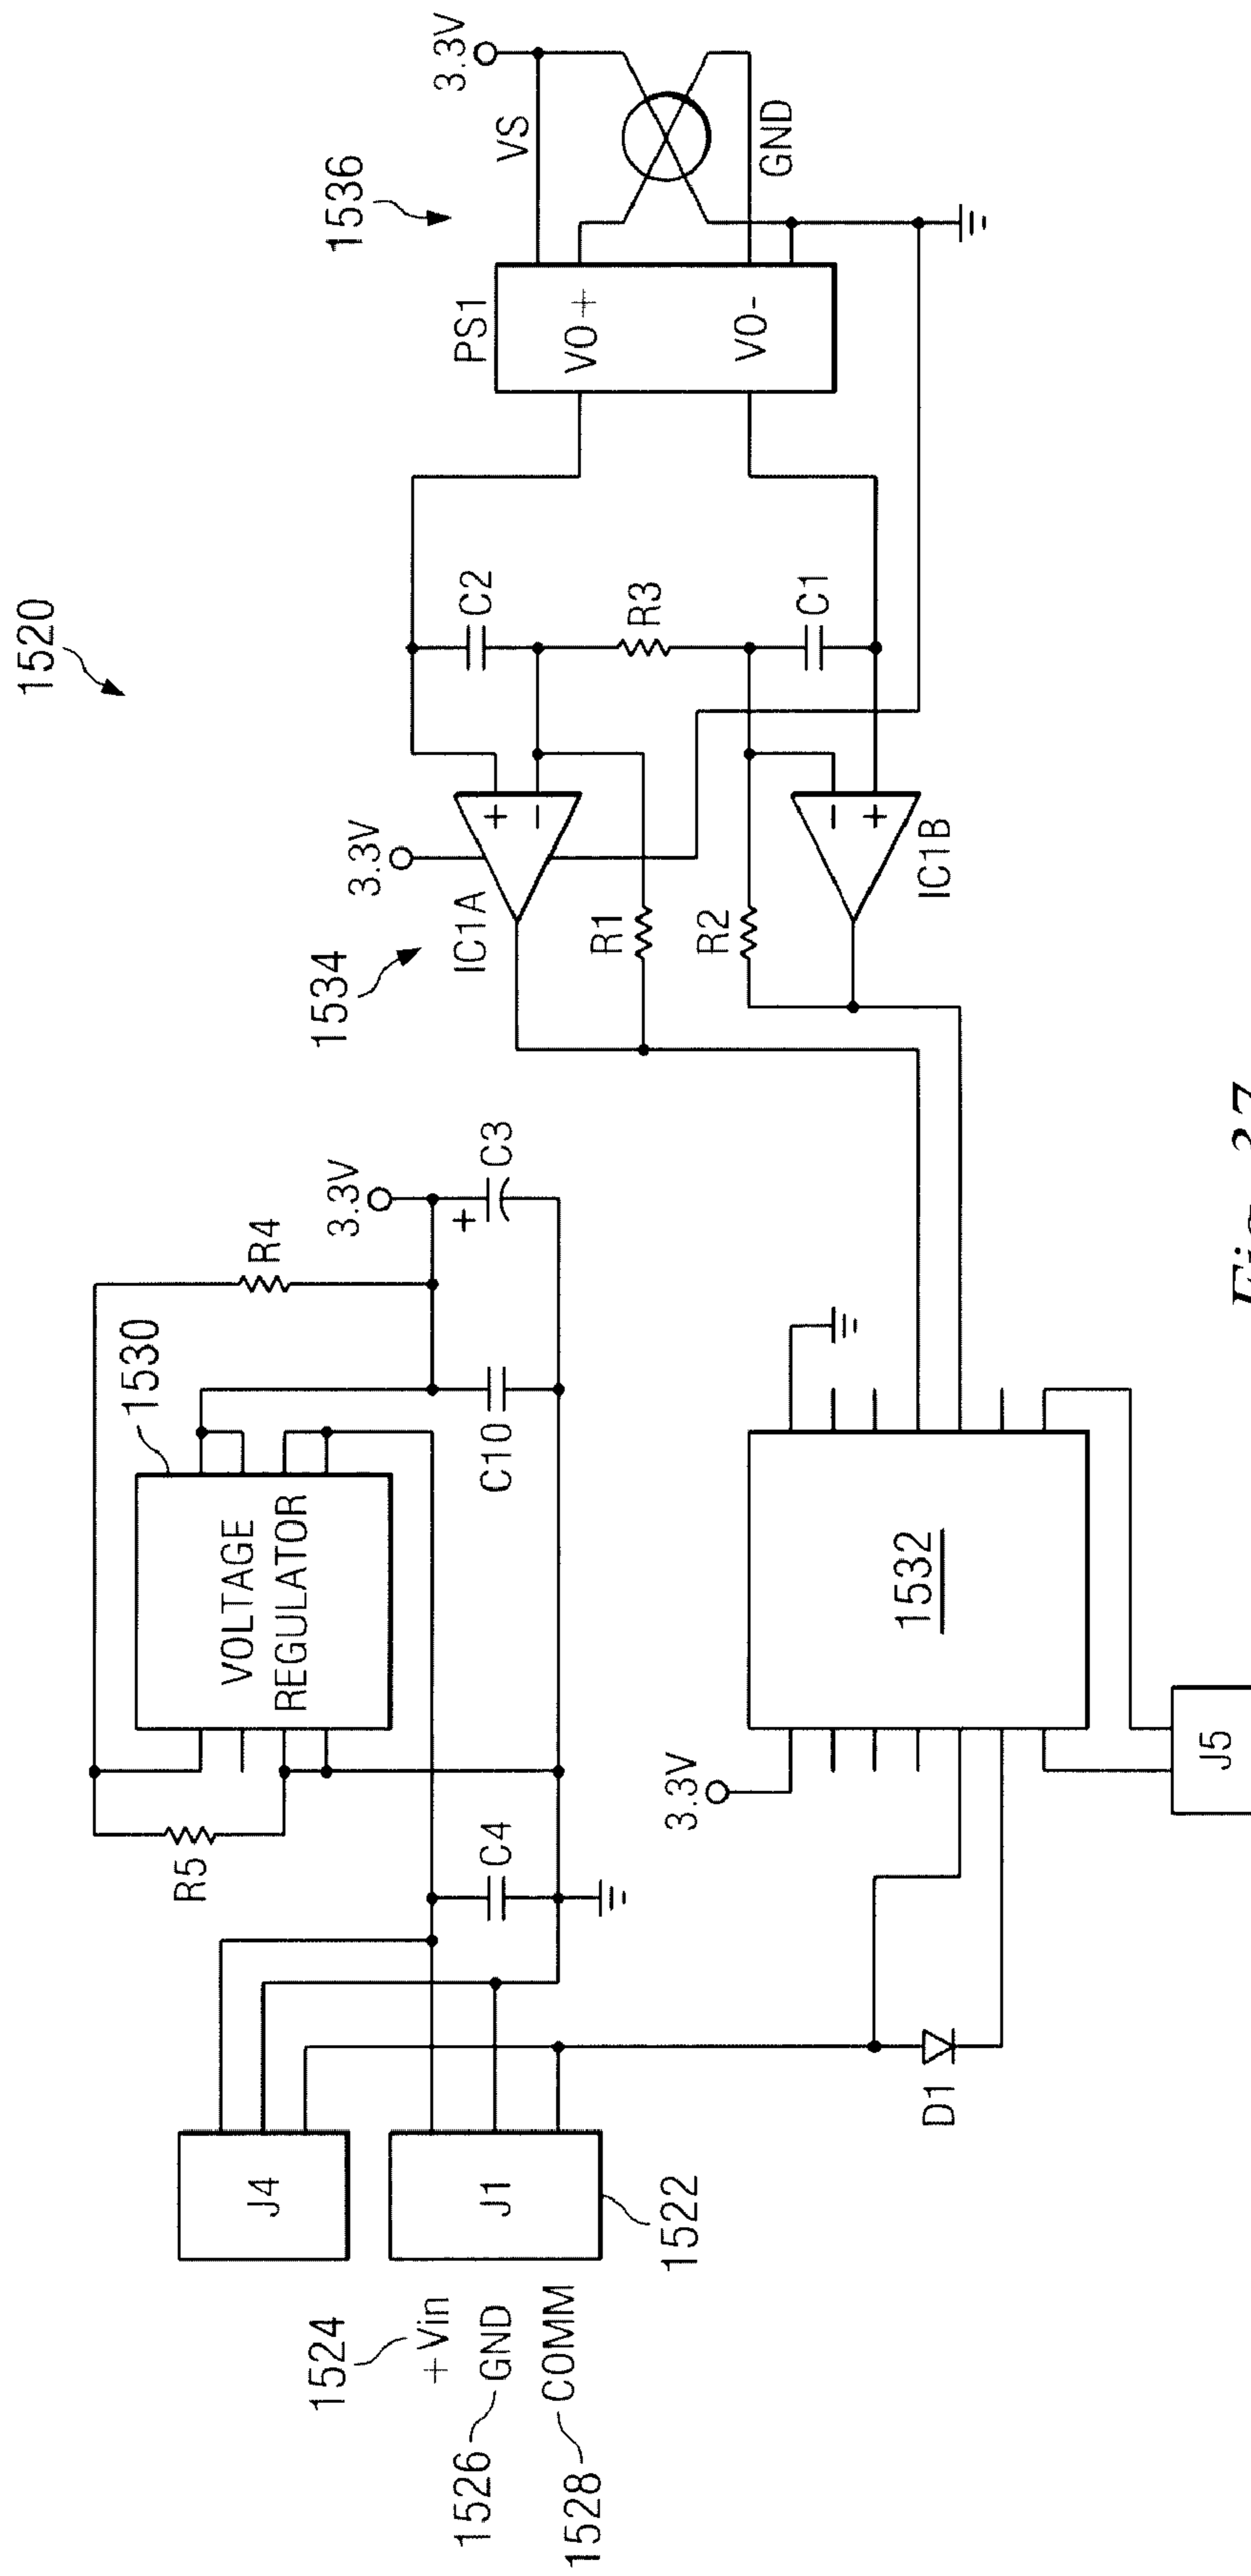 1520
1530
R4
R5
VOLTAGE
REGULATOR
3.3V
C3
C10
C4
J4
J1
1524
+ Vin
1526
GND
1528
COMM
1522
1534
3.3V
IC1A
+
−
R1
R2
−
+
IC1B
C2
R3
C1
1536
PS1
VO+
VO-
VS
3.3V
GND
3.3V
1532
D1
J5
+
Fig.